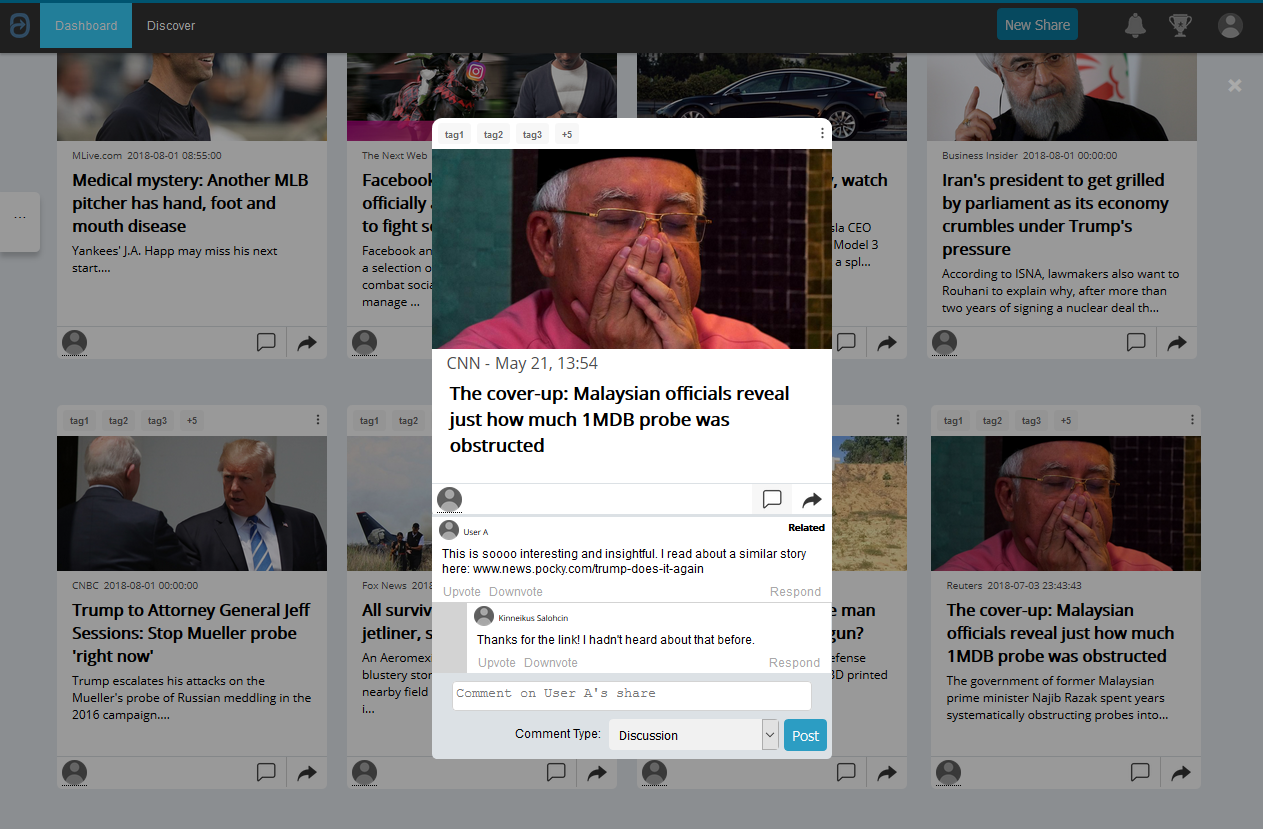 Dashboard
Discover
New Share
MLive.com 2018-08-01 08:55:00
Medical mystery: Another MLB
pitcher has hand, foot and
mouth disease
Yankees' J.A. Happ may miss his next
start....
The Next Web
Facebook
officially
to fight
Facebook
a selection
combat
manage ...
, watch
CEO
Model 3
a spl...
Business Insider 2018-08-01 00:00:00
Iran's president to get grilled
by parliament as its economy
crumbles under Trump's
pressure
According to ISNA, lawmakers also want to
Rouhani to explain why, after more than
two years of signing a nuclear deal th...
...
tag1 tag2 tag3 +5
CNN - May 21, 13:54
The cover-up: Malaysian officials reveal
just how much 1MDB probe was
obstructed
User A
Related
This is soooo interesting and insightful. I read about a similar story
here: www.news.pocky.com/trump-does-it-again
Upvote Downvote Respond
Kinneikus Salohcin
Thanks for the link! I hadn't heard about that before.
Upvote Downvote Respond
Comment on User A's share
Comment Type: Discussion Post
tag1 tag2 tag3 +5
CNBC 2018-08-01 00:00:00
Trump to Attorney General Jeff
Sessions: Stop Mueller probe
'right now'
Trump escalates his attacks on the
Mueller's probe of Russian meddling in the
2016 campaign....
tag1 tag2
Fox News 2018
All
jetliner,
An
blustery
nearby field
i...
man
gun?
3D printed
tag1 tag2 tag3 +5
Reuters 2018-07-03 23:43:43
The cover-up: Malaysian
officials reveal just how much
1MDB probe was obstructed
The government of former Malaysian
prime minister Najib Razak spent years
systematically obstructing probes into...